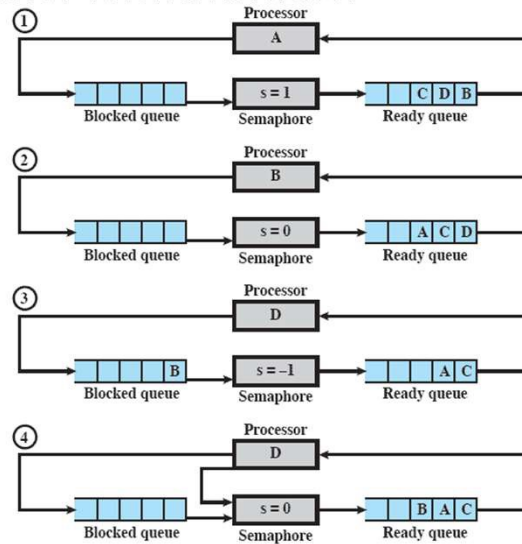 1
Processor
A
s = 1
C D B
Blocked queue
Semaphore
Ready queue
2
Processor
B
s = 0
A C D
Blocked queue
Semaphore
Ready queue
3
Processor
D
B
s = –1
A C
Blocked queue
Semaphore
Ready queue
4
Processor
D
s = 0
B A C
Blocked queue
Semaphore
Ready queue